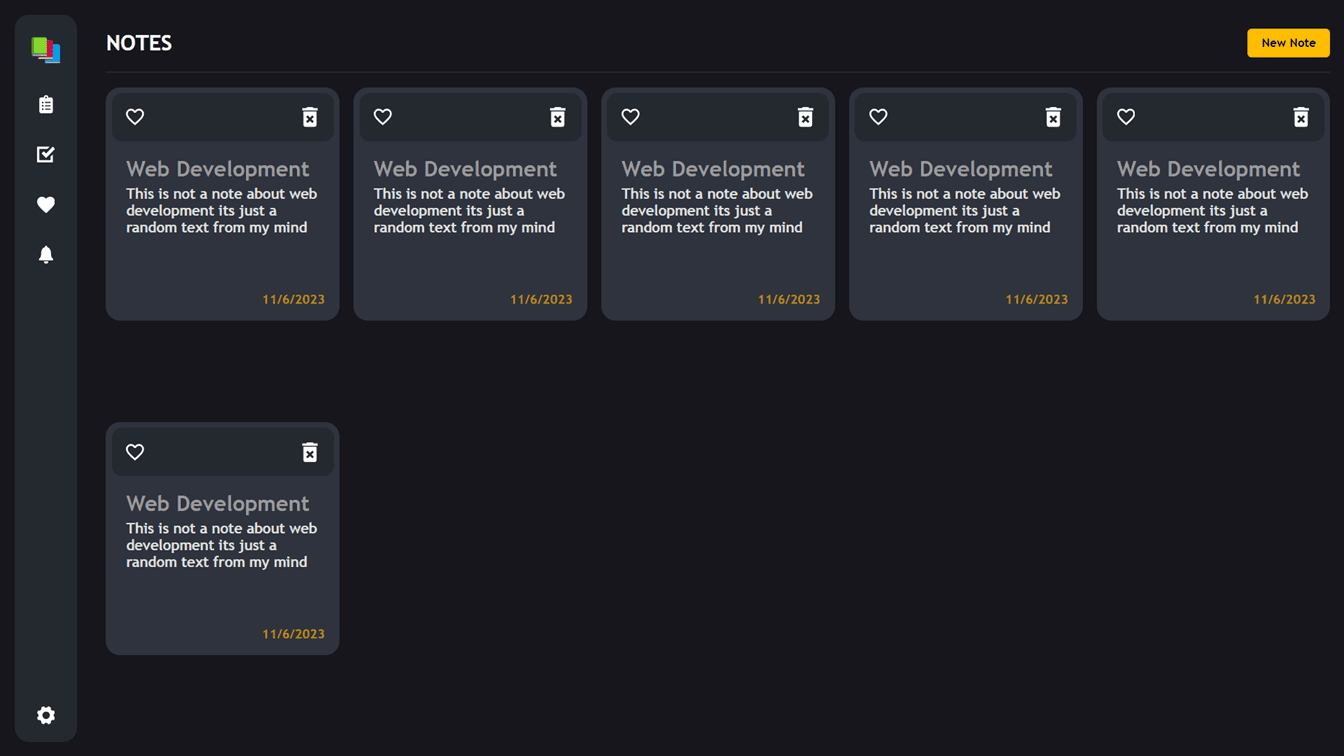 NOTES
New Note
Web Development
This is not a note about web
development its just a
random text from my mind
11/6/2023
Web Development
This is not a note about web
development its just a
random text from my mind
11/6/2023
Web Development
This is not a note about web
development its just a
random text from my mind
11/6/2023
Web Development
This is not a note about web
development its just a
random text from my mind
11/6/2023
Web Development
This is not a note about web
development its just a
random text from my mind
11/6/2023
Web Development
This is not a note about web
development its just a
random text from my mind
11/6/2023